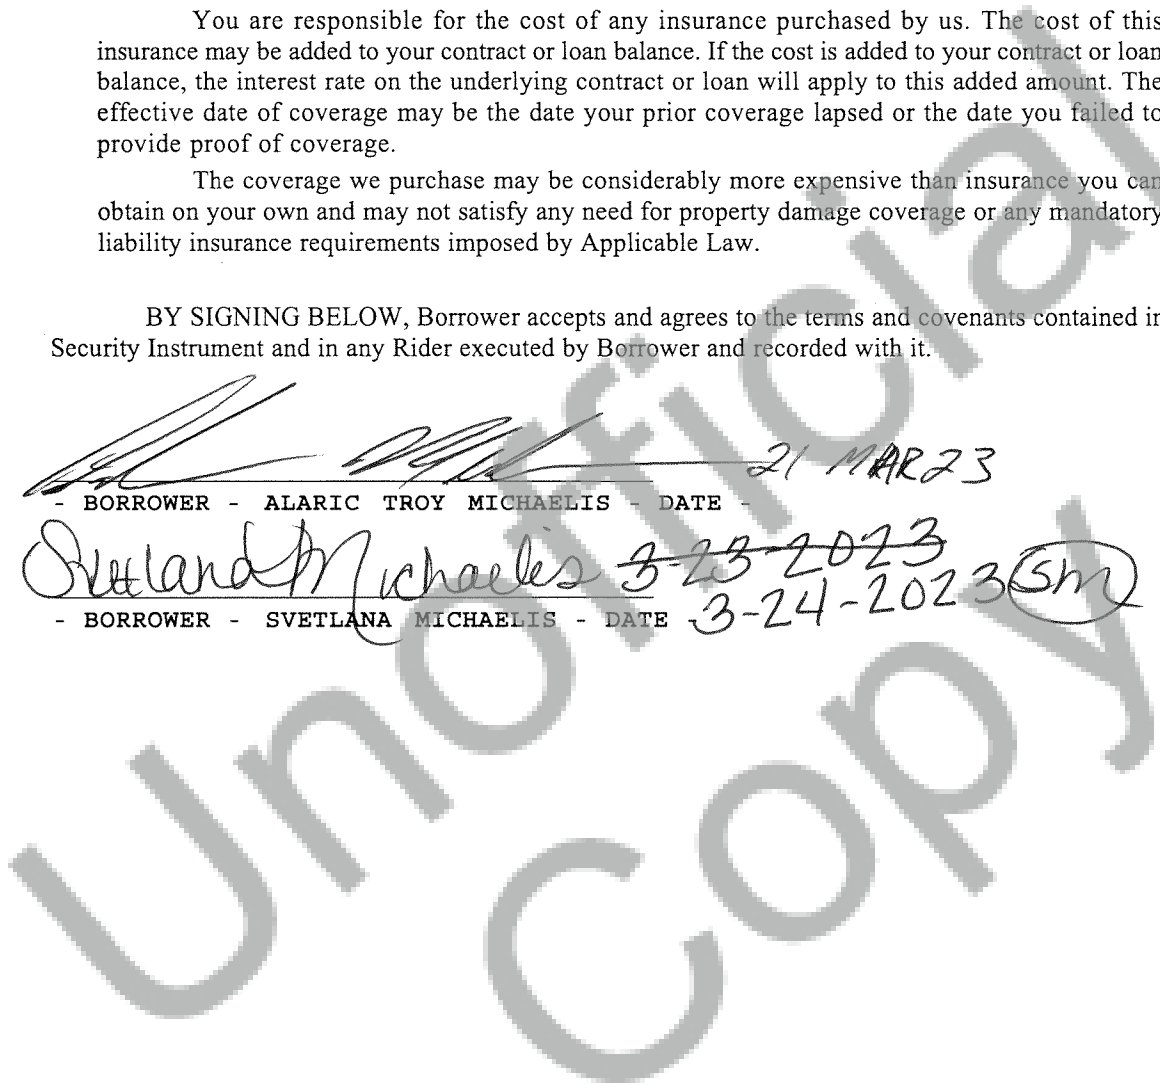 You are responsible for the cost of any insurance purchased by us. The cost of this
insurance may be added to your contract or loan balance. If the cost is added to your contract or loan
balance, the interest rate on the underlying contract or loan will apply to this added amount. The
effective date of coverage may be the date your prior coverage lapsed or the date you failed to
provide proof of coverage.
The coverage we purchase may be considerably more expensive than insurance you can
obtain on your own and may not satisfy any need for property damage coverage or any mandatory
liability insurance requirements imposed by Applicable Law.
BY SIGNING BELOW, Borrower accepts and agrees to the terms and covenants contained in
Security Instrument and in any Rider executed by Borrower and recorded with it.
21 MAR 23
- BORROWER - ALARIC TROY MICHAELIS - DATE -
Svetlana Michaelis 3-23-2023
3-24-2023 SM
- BORROWER - SVETLANA MICHAELIS - DATE -
Unofficial
Copy